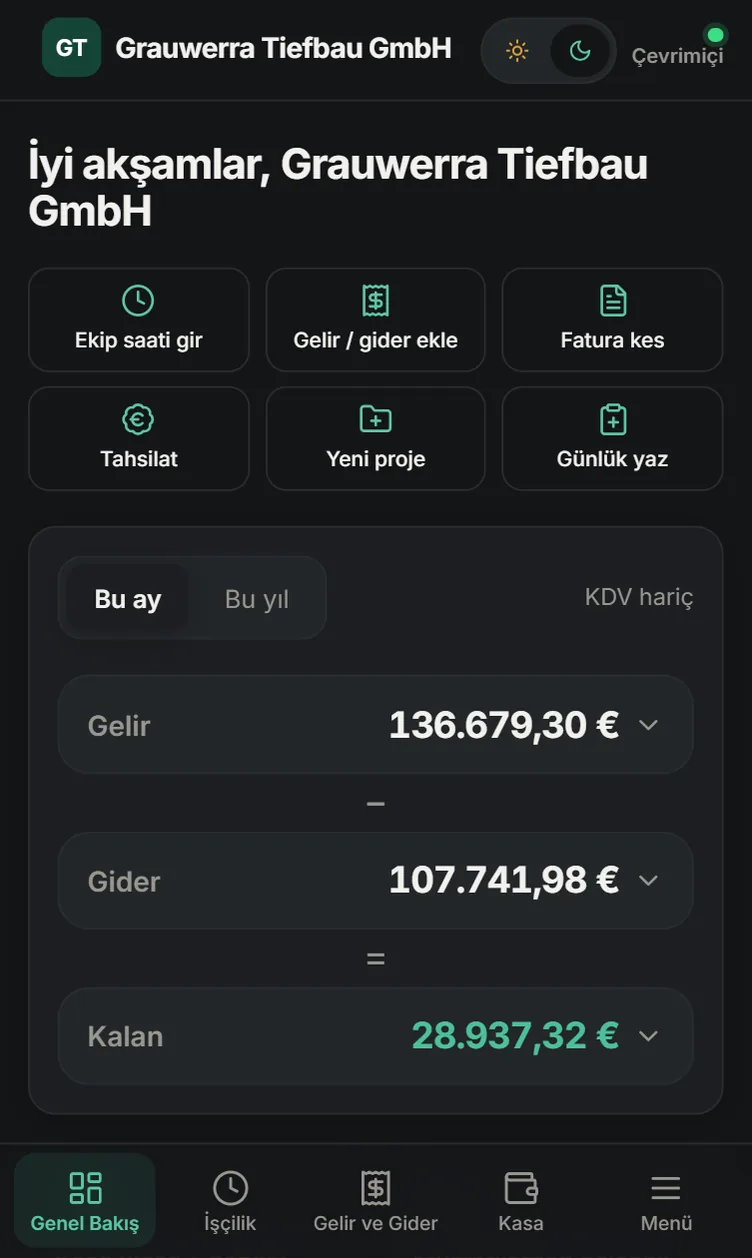 GT Grauwerra Tiefbau GmbH
Çevrimiçi
İyi akşamlar, Grauwerra Tiefbau
GmbH
Ekip saati gir
Gelir / gider ekle
Fatura kes
Tahsilat
Yeni proje
Günlük yaz
Bu ay
Bu yıl
KDV hariç
Gelir
136.679,30 €
−
Gider
107.741,98 €
=
Kalan
28.937,32 €
Genel Bakış
İşçilik
Gelir ve Gider
Kasa
Menü